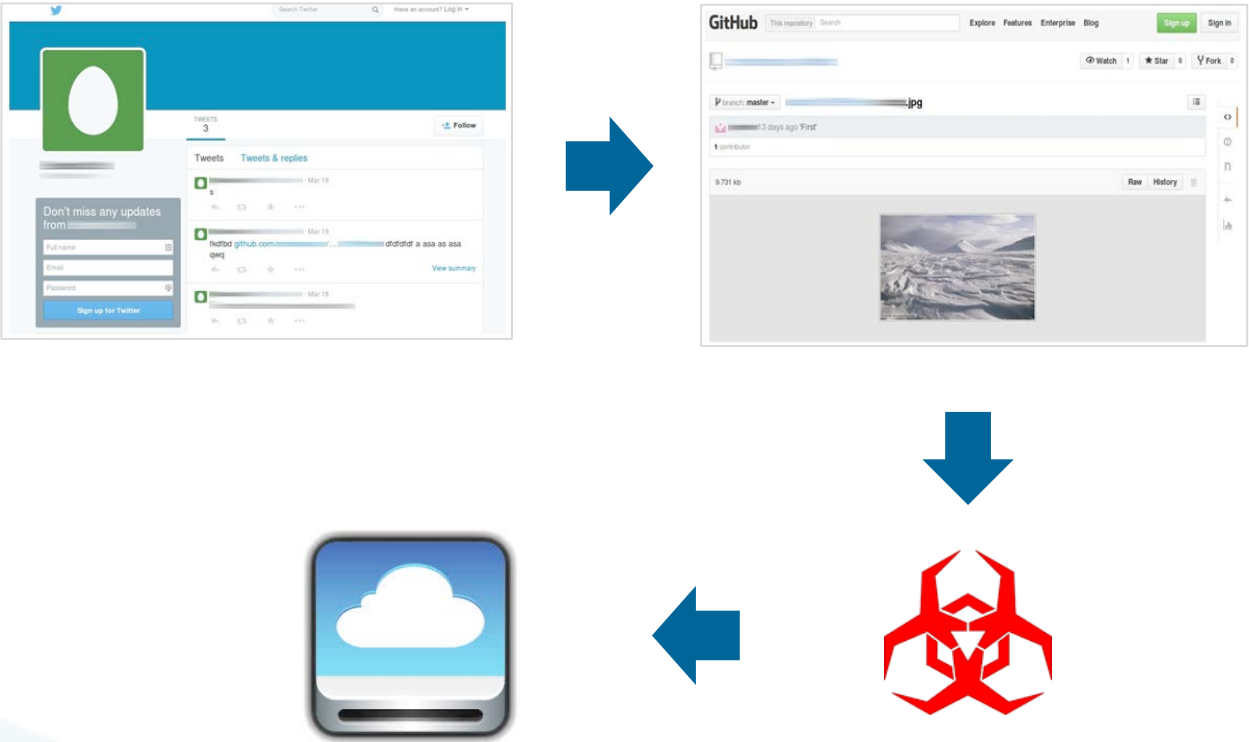 Search Twitter
Have an account? Log in
TWEETS
3
Follow
Tweets Tweets & replies
· Mar 19
s
· Mar 19
fkdfbd github.com /… dfdfdfdf a asa as asa
qwq
View summary
· Mar 19
Don't miss any updates
from
Full name
Email
Password
Sign up for Twitter
GitHub This repository Search Explore Features Enterprise Blog Sign up Sign in
Watch 1 Star 0 Fork 0
branch: master .jpg
13 days ago 'First'
1 contributor
9.731 kb Raw History